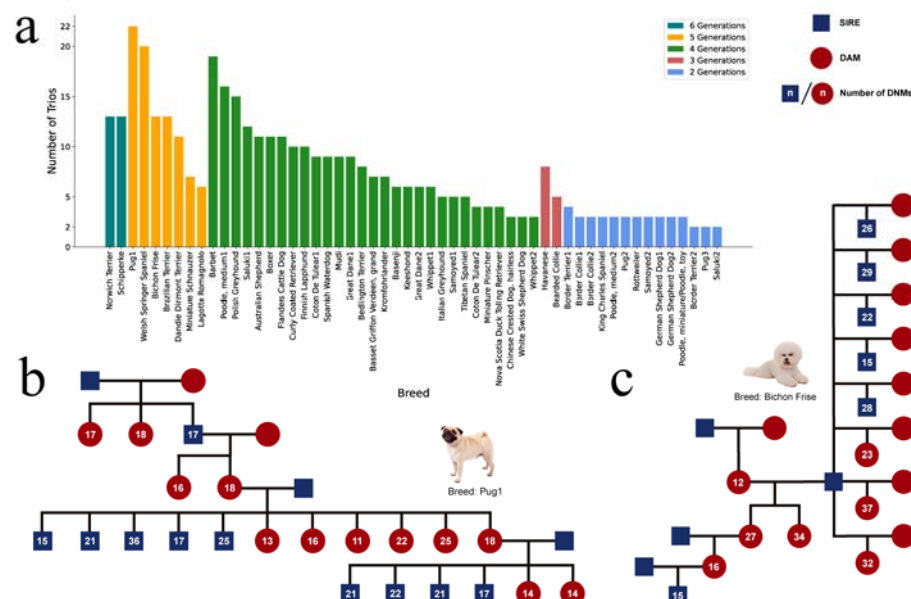 a
Number of Trios
22
20
15
10
5
2
0
6 Generations
5 Generations
4 Generations
3 Generations
2 Generations
Norwich Terrier
Schipperke
Pug1
Welsh Springer Spaniel
Bichon Frise
Brazilian Terrier
Dandie Dinmont Terrier
Miniature Schnauzer
Lagotto Romagnolo
Barbet
Poodle, medium1
Polish Greyhound
Saluki1
Australian Shepherd
Boxer
Flanders Cattle Dog
Curly Coated Retriever
Finnish Lapphund
Coton De Tulear1
Spanish Waterdog
Mudi
Great Dane1
Bedlington Terrier
Basset Griffon Verdeen, grand
Kromfohrlander
Basenji
Keeshond
Great Dane2
Whippet1
Italian Greyhound
Samoyed1
Tibetan Spaniel
Coton De Tulear2
Miniature Pinscher
Nova Scotia Duck Tolling Retriever
Chinese Crested Dog, hairless
White Swiss Shepherd Dog
Whippet2
Havanese
Bearded Collie
Border Terrier1
Border Collie1
Border Collie2
King Charles Spaniel
Poodle, medium2
Pug2
Rottweiler
Samoyed2
German Shepherd Dog1
German Shepherd Dog2
Poodle, miniature/Poodle, toy
Border Terrier2
Pug3
Saluki2
Breed
SIRE
DAM
n / n Number of DNMs
b
17 18 17
16 18
15 21 36 17 25 13 16 11 22 25 18
21 22 21 17 14 14
Breed: Pug1
c
Breed: Bichon Frise
26
29
22
15
28
23
12
37
27 34
32
16
15